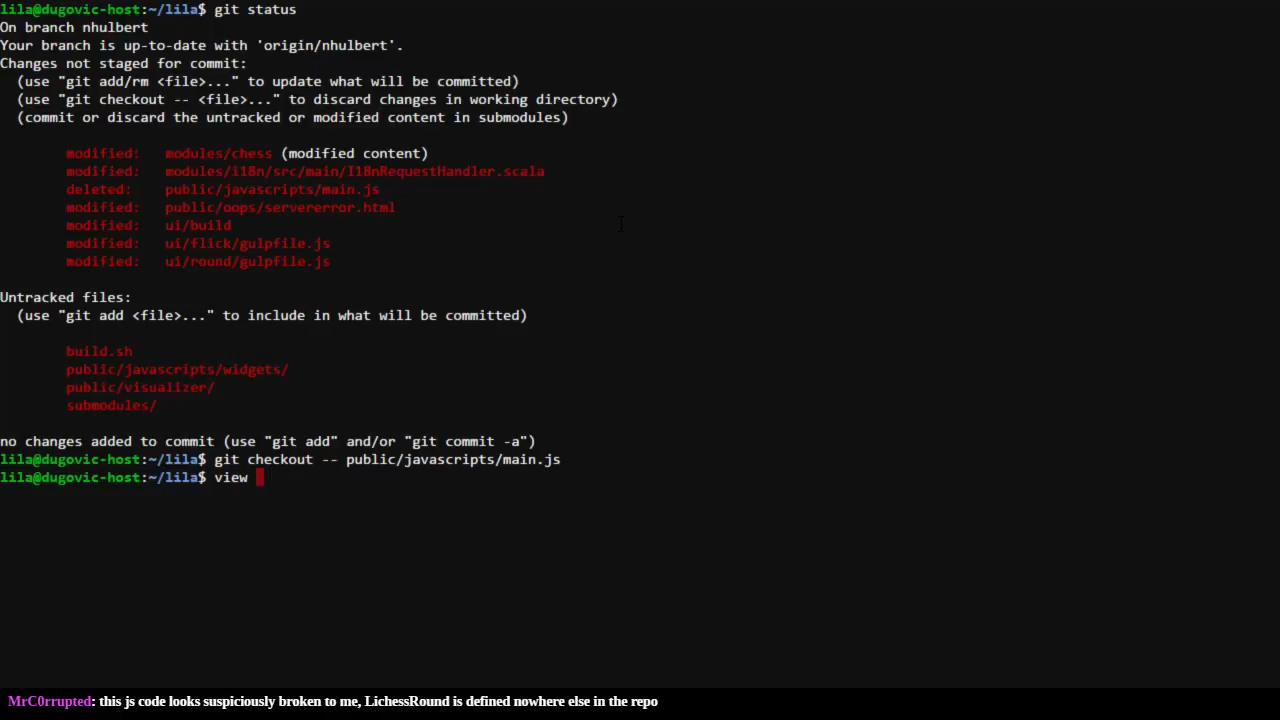 lila@dugovic-host:~/lila$ git status
On branch nhulbert
Your branch is up-to-date with 'origin/nhulbert'.
Changes not staged for commit:
  (use "git add/rm <file>..." to update what will be committed)
  (use "git checkout -- <file>..." to discard changes in working directory)
  (commit or discard the untracked or modified content in submodules)
        modified:   modules/chess (modified content)
        modified:   modules/i18n/src/main/I18nRequestHandler.scala
        deleted:    public/javascripts/main.js
        modified:   public/oops/servererror.html
        modified:   ui/build
        modified:   ui/flick/gulpfile.js
        modified:   ui/round/gulpfile.js
Untracked files:
  (use "git add <file>..." to include in what will be committed)
        build.sh
        public/javascripts/widgets/
        public/visualizer/
        submodules/
no changes added to commit (use "git add" and/or "git commit -a")
lila@dugovic-host:~/lila$ git checkout -- public/javascripts/main.js
lila@dugovic-host:~/lila$ view
MrC0rrupted: this js code looks suspiciously broken to me, LichessRound is defined nowhere else in the repo